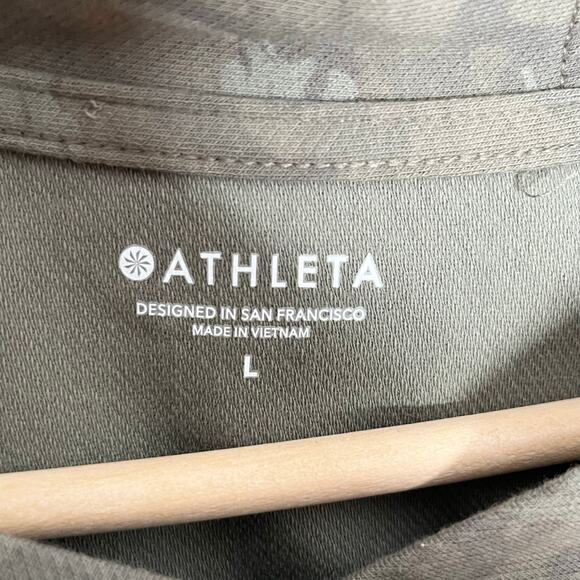 ATHLETA
DESIGNED IN SAN FRANCISCO
MADE IN VIETNAM
L